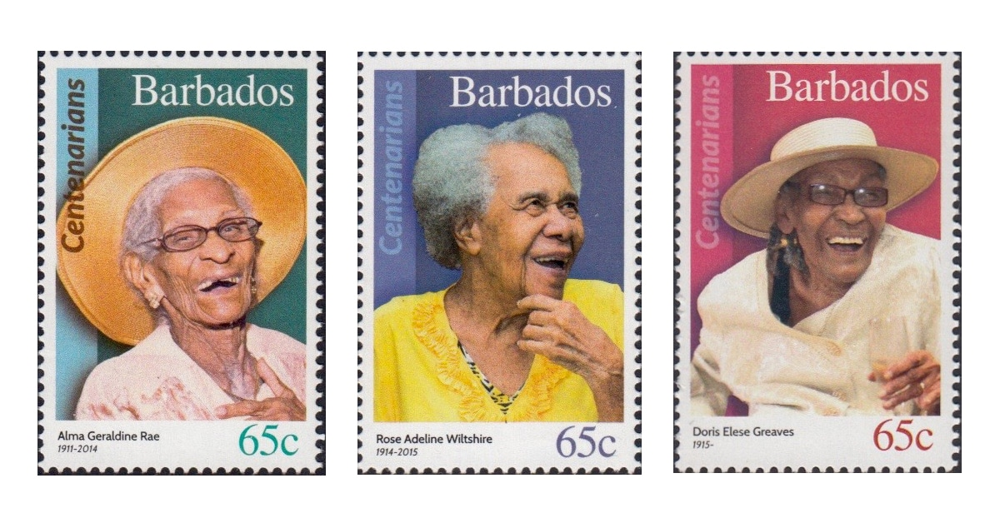 Barbados
Centenarians
Alma Geraldine Rae
1911-2014
65c
Barbados
Centenarians
Rose Adeline Wiltshire
1914-2015
65c
Barbados
Centenarians
Doris Elese Greaves
1915-
65c